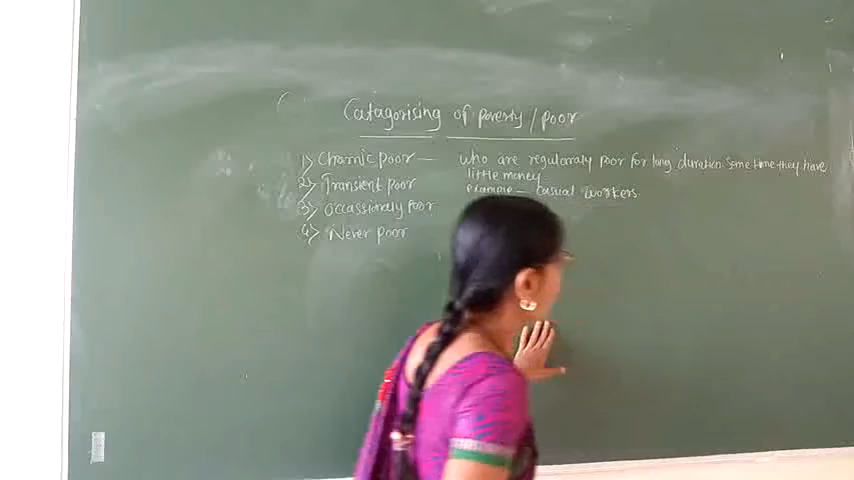 Catagorising of poverty / poor
1) Chronic poor — who are regularaly poor for long duration. Some time they have
little money
2) Transient poor example — casual workers.
3) Occassionaly poor
4) Never poor